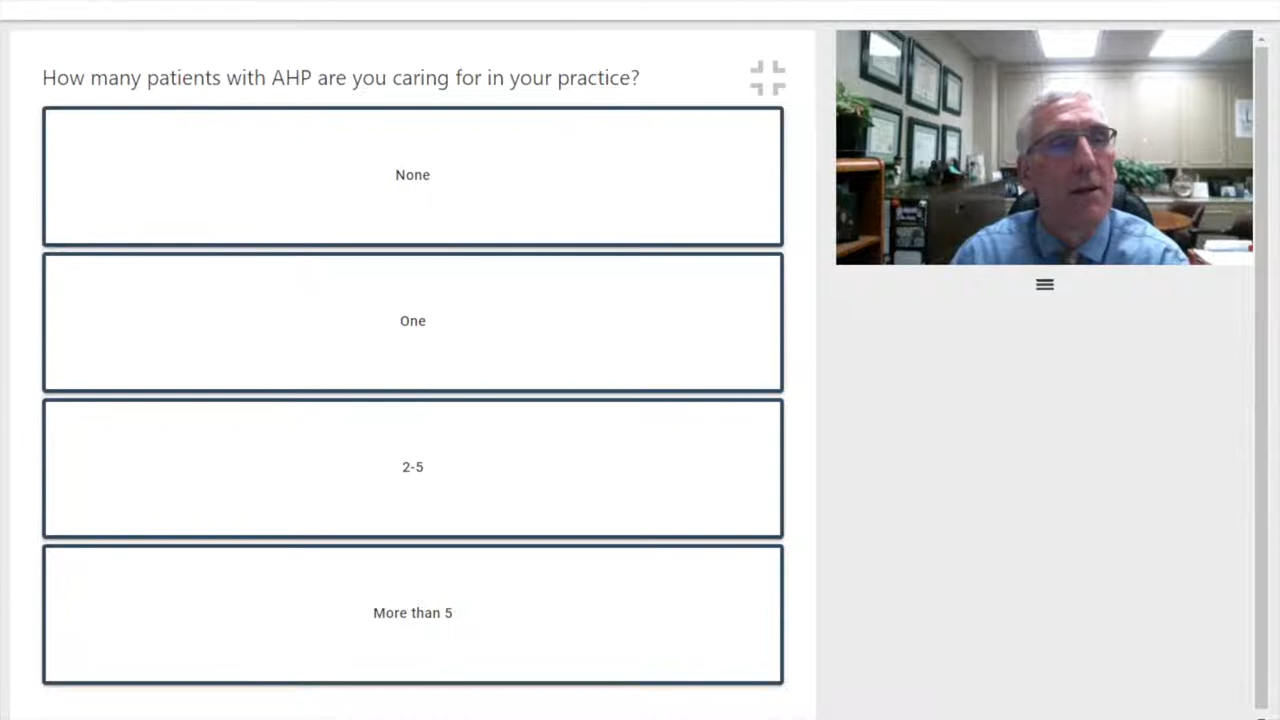 How many patients with AHP are you caring for in your practice?
None
One
2-5
More than 5